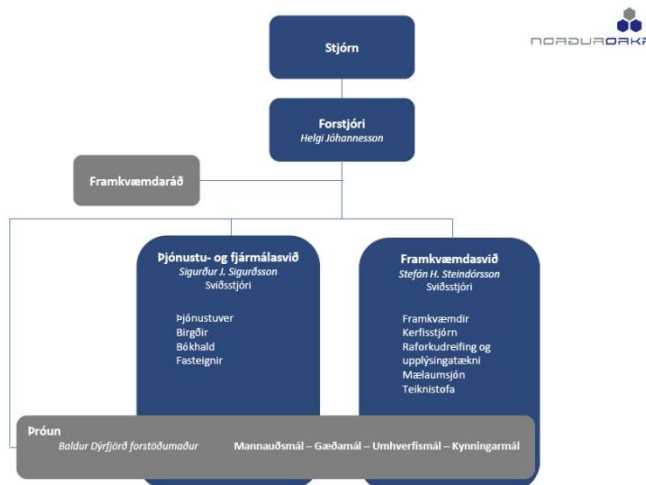 NORÐURORKA
Stjórn
Forstjóri
Helgi Jóhannesson
Framkvæmdaráð
Þjónustu- og fjármálasvið
Sigurður J. Sigurðsson
Sviðsstjóri
Þjónustuver
Birgðir
Bókhald
Fasteignir
Framkvæmdasvið
Stefán H. Steindórsson
Sviðsstjóri
Framkvæmdir
Kerfisstjórn
Raforkudreifing og
upplýsingatækni
Mælaumsjón
Teiknistofa
Þróun
Baldur Dýrfjörð forstöðumaður
Mannauðsmál – Gæðamál – Umhverfismál – Kynningarmál